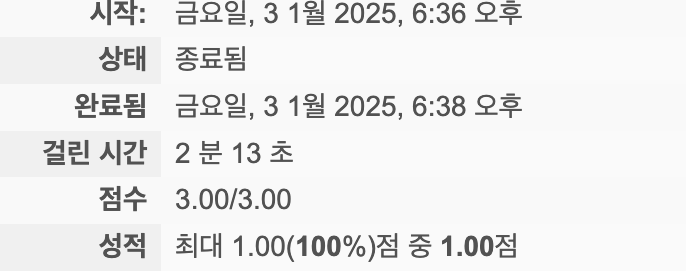 시작: 금요일, 3 1월 2025, 6:36 오후
상태 종료됨
완료됨 금요일, 3 1월 2025, 6:38 오후
걸린 시간 2 분 13 초
점수 3.00/3.00
성적 최대 1.00(100%)점 중 1.00점